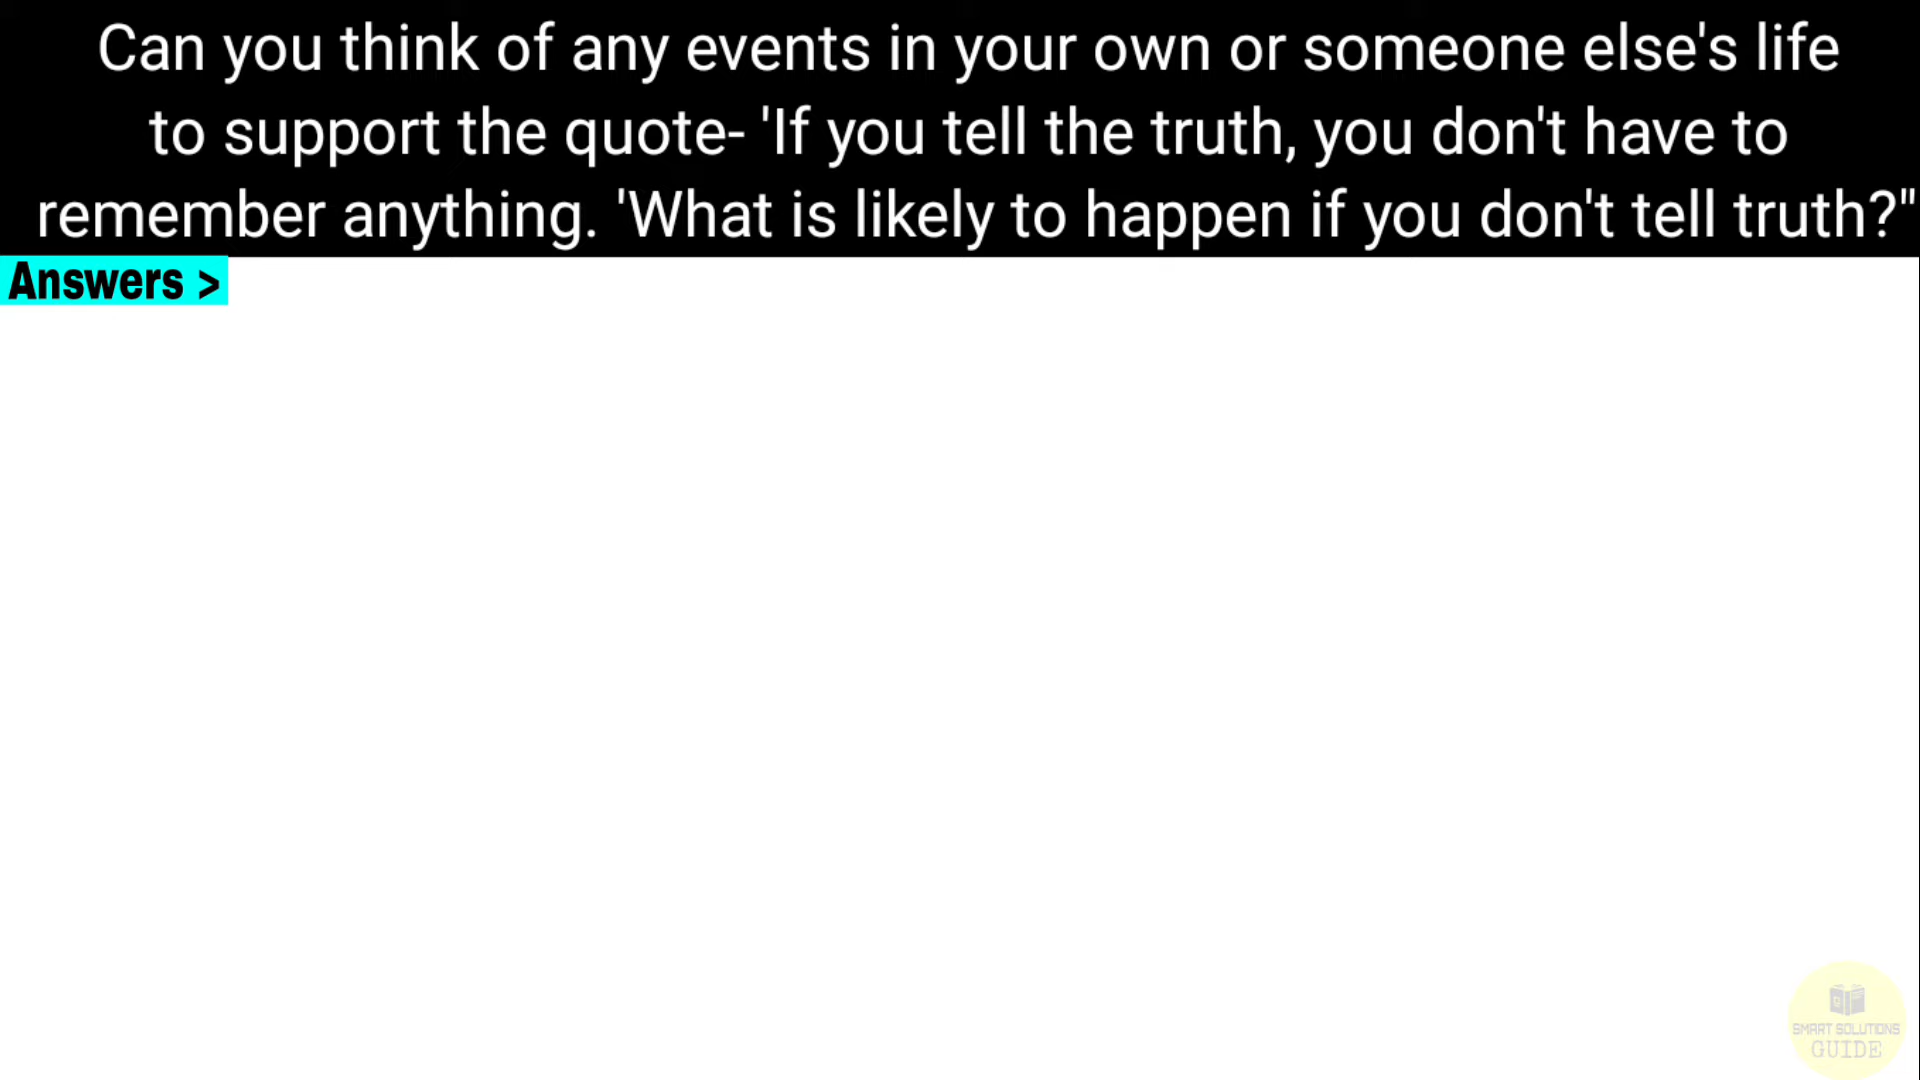 Can you think of any events in your own or someone else's life
to support the quote- 'If you tell the truth, you don't have to
remember anything. 'What is likely to happen if you don't tell truth?"
Answers >
SMART SOLUTIONS
GUIDE